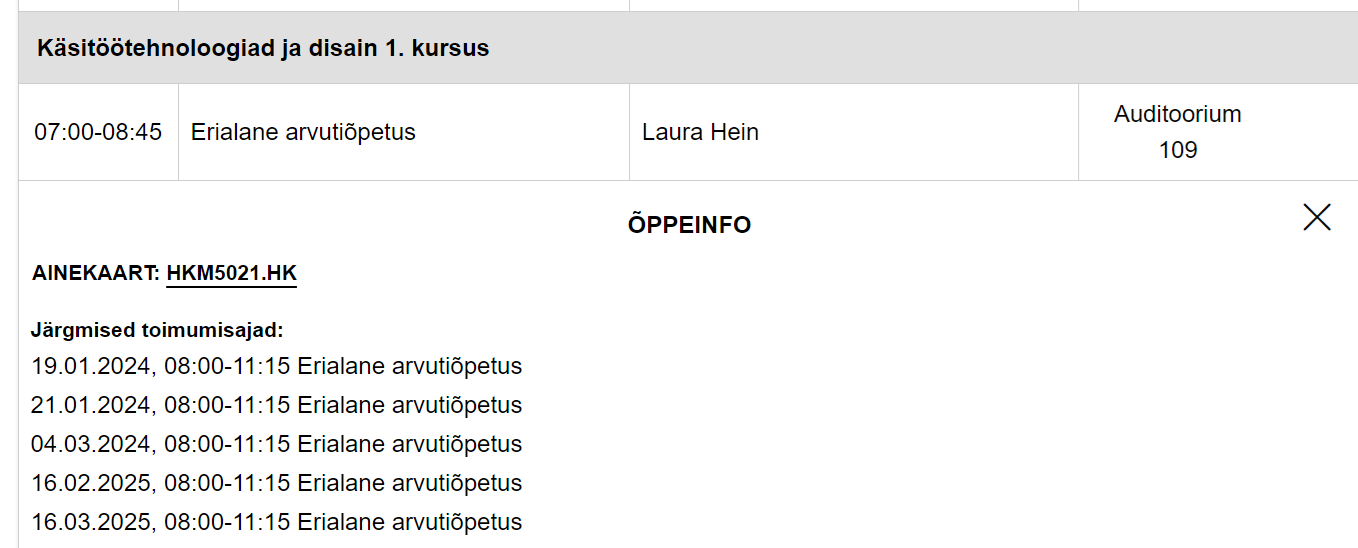 Käsitöötehnoloogiad ja disain 1. kursus
07:00-08:45 Erialane arvutiõpetus Laura Hein Auditoorium
109
ÕPPEINFO
AINEKAART: HKM5021.HK
Järgmised toimumisajad:
19.01.2024, 08:00-11:15 Erialane arvutiõpetus
21.01.2024, 08:00-11:15 Erialane arvutiõpetus
04.03.2024, 08:00-11:15 Erialane arvutiõpetus
16.02.2025, 08:00-11:15 Erialane arvutiõpetus
16.03.2025, 08:00-11:15 Erialane arvutiõpetus